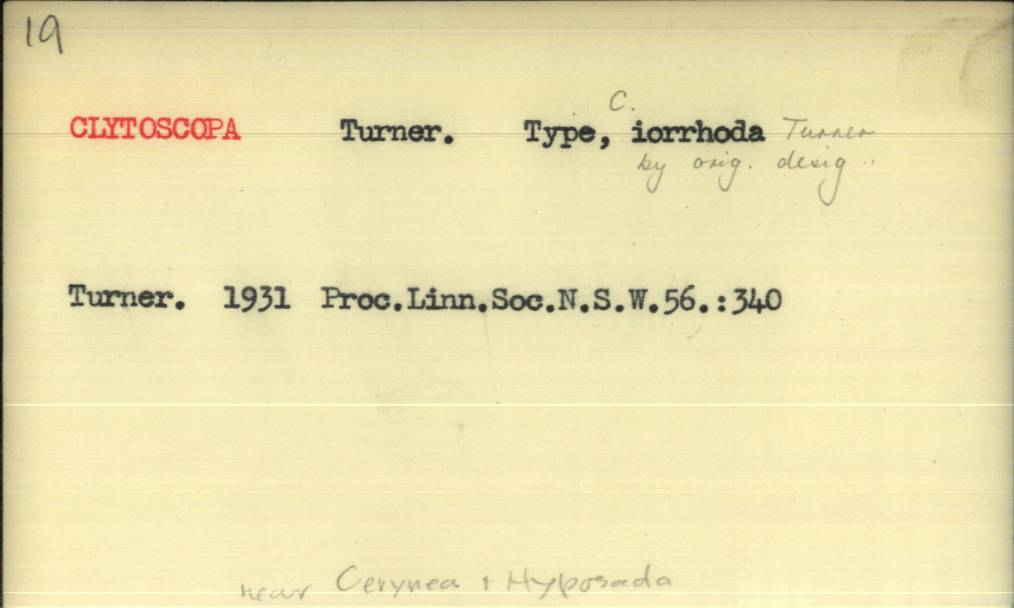 19
CLYTOSCOPA Turner. Type, C. iorrhoda Turner
by orig. desig.
Turner. 1931 Proc.Linn.Soc.N.S.W.56.:340
near Cerynea + Hyposada